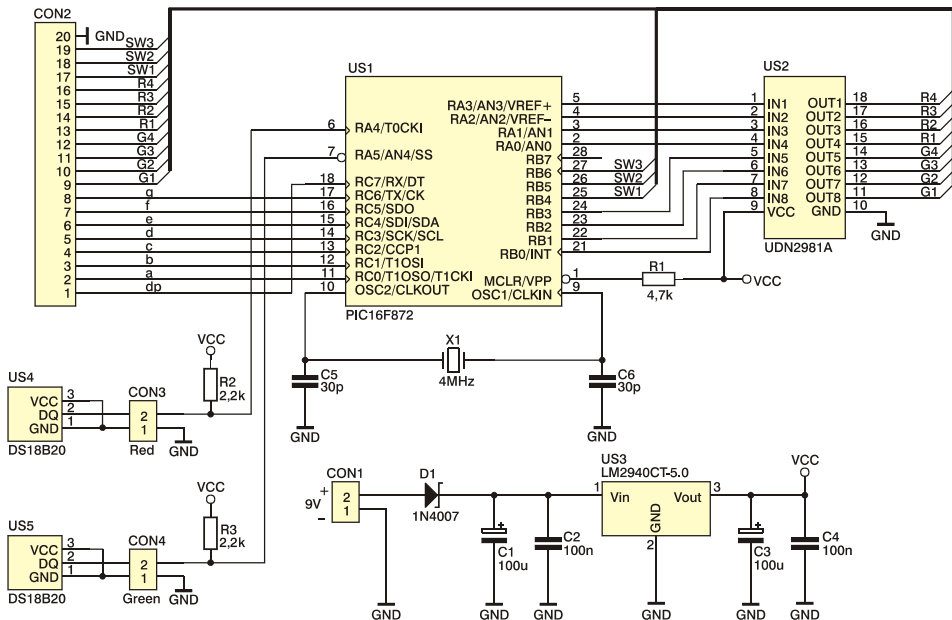 CON2
20 GND
19 SW3
18 SW2
17 SW1
16 R4
15 R3
14 R2
13 R1
12 G4
11 G3
10 G2
9 G1
8 g
7 f
6 e
5 d
4 c
3 b
2 a
1 dp
US1
6 RA4/T0CKI
7 RA5/AN4/SS
18 RC7/RX/DT
17 RC6/TX/CK
16 RC5/SDO
15 RC4/SDI/SDA
14 RC3/SCK/SCL
13 RC2/CCP1
12 RC1/T1OSI
11 RC0/T1OSO/T1CKI
10 OSC2/CLKOUT
RA3/AN3/VREF+ 5
RA2/AN2/VREF– 4
RA1/AN1 3
RA0/AN0 2
RB7 28
RB6 27 SW3
RB5 26 SW2
RB4 25 SW1
RB3 24
RB2 23
RB1 22
RB0/INT 21
MCLR/VPP 1
OSC1/CLKIN 9
PIC16F872
US2
1 IN1 OUT1 18 R4
2 IN2 OUT2 17 R3
3 IN3 OUT3 16 R2
4 IN4 OUT4 15 R1
5 IN5 OUT5 14 G4
6 IN6 OUT6 13 G3
7 IN7 OUT7 12 G2
8 IN8 OUT8 11 G1
9 VCC GND 10
UDN2981A
GND
R1
4,7k
VCC
X1
4MHz
C5
30p
GND
C6
30p
GND
VCC
R2
2,2k
US4
VCC 3
DQ 2
GND 1
DS18B20
CON3
2
1
Red
GND
VCC
R3
2,2k
US5
VCC 3
DQ 2
GND 1
DS18B20
CON4
2
1
Green
GND
CON1
9V
+
–
2
1
GND
D1
1N4007
C1
100u
GND
C2
100n
GND
US3
LM2940CT-5.0
1 Vin Vout 3
GND
2
GND
VCC
C3
100u
GND
C4
100n
GND
+
+